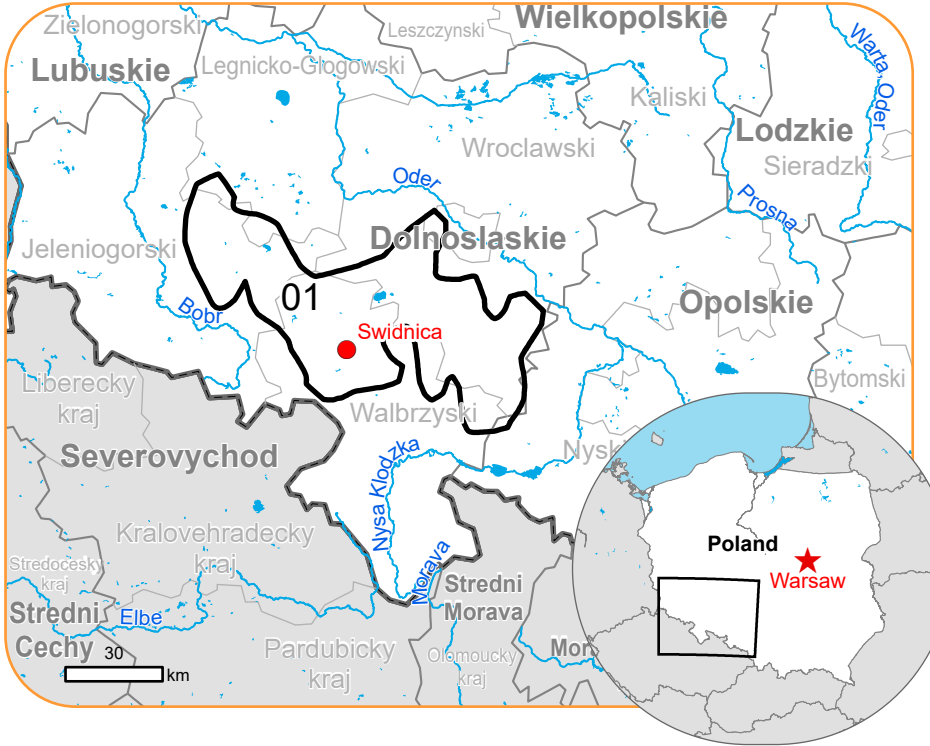 Zielonogorski
Wielkopolskie
Leszczynski
Lubuskie
Legnicko-Glogowski
Warta, Oder
Kaliski
Lodzkie
Wroclawski
Sieradzki
Oder
Prosna
Dolnoslaskie
Jeleniogorski
01
Opolskie
Bobr
Swidnica
Liberecky
kraj
Bytomski
Walbrzyski
Severovychod
Nysa Klodzka
Kralovehradecky
kraj
Poland
Warsaw
Stredocesky
kraj
Morava
Stredni
Morava
Stredni
Cechy
Elbe
Pardubicky
kraj
Olomoucky
kraj
30
km